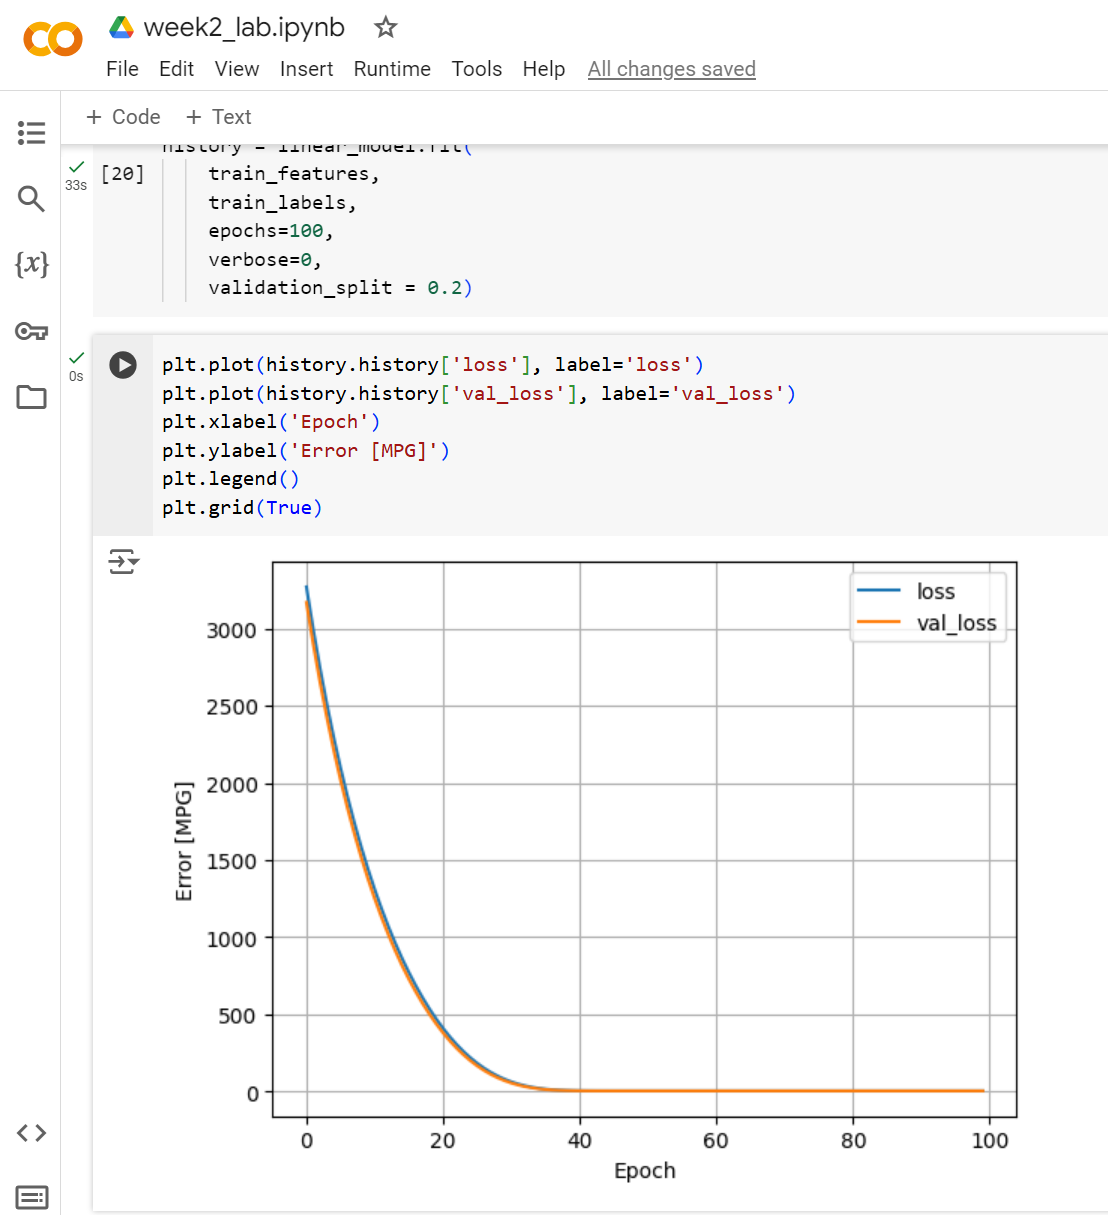 week2_lab.ipynb
File Edit View Insert Runtime Tools Help All changes saved
+ Code + Text
history = linear_model.fit(
33s [20] train_features,
train_labels,
epochs=100,
verbose=0,
validation_split = 0.2)
0s
plt.plot(history.history['loss'], label='loss')
plt.plot(history.history['val_loss'], label='val_loss')
plt.xlabel('Epoch')
plt.ylabel('Error [MPG]')
plt.legend()
plt.grid(True)
loss
val_loss
3000
2500
2000
1500
1000
500
0
Error [MPG]
0 20 40 60 80 100
Epoch
{x}